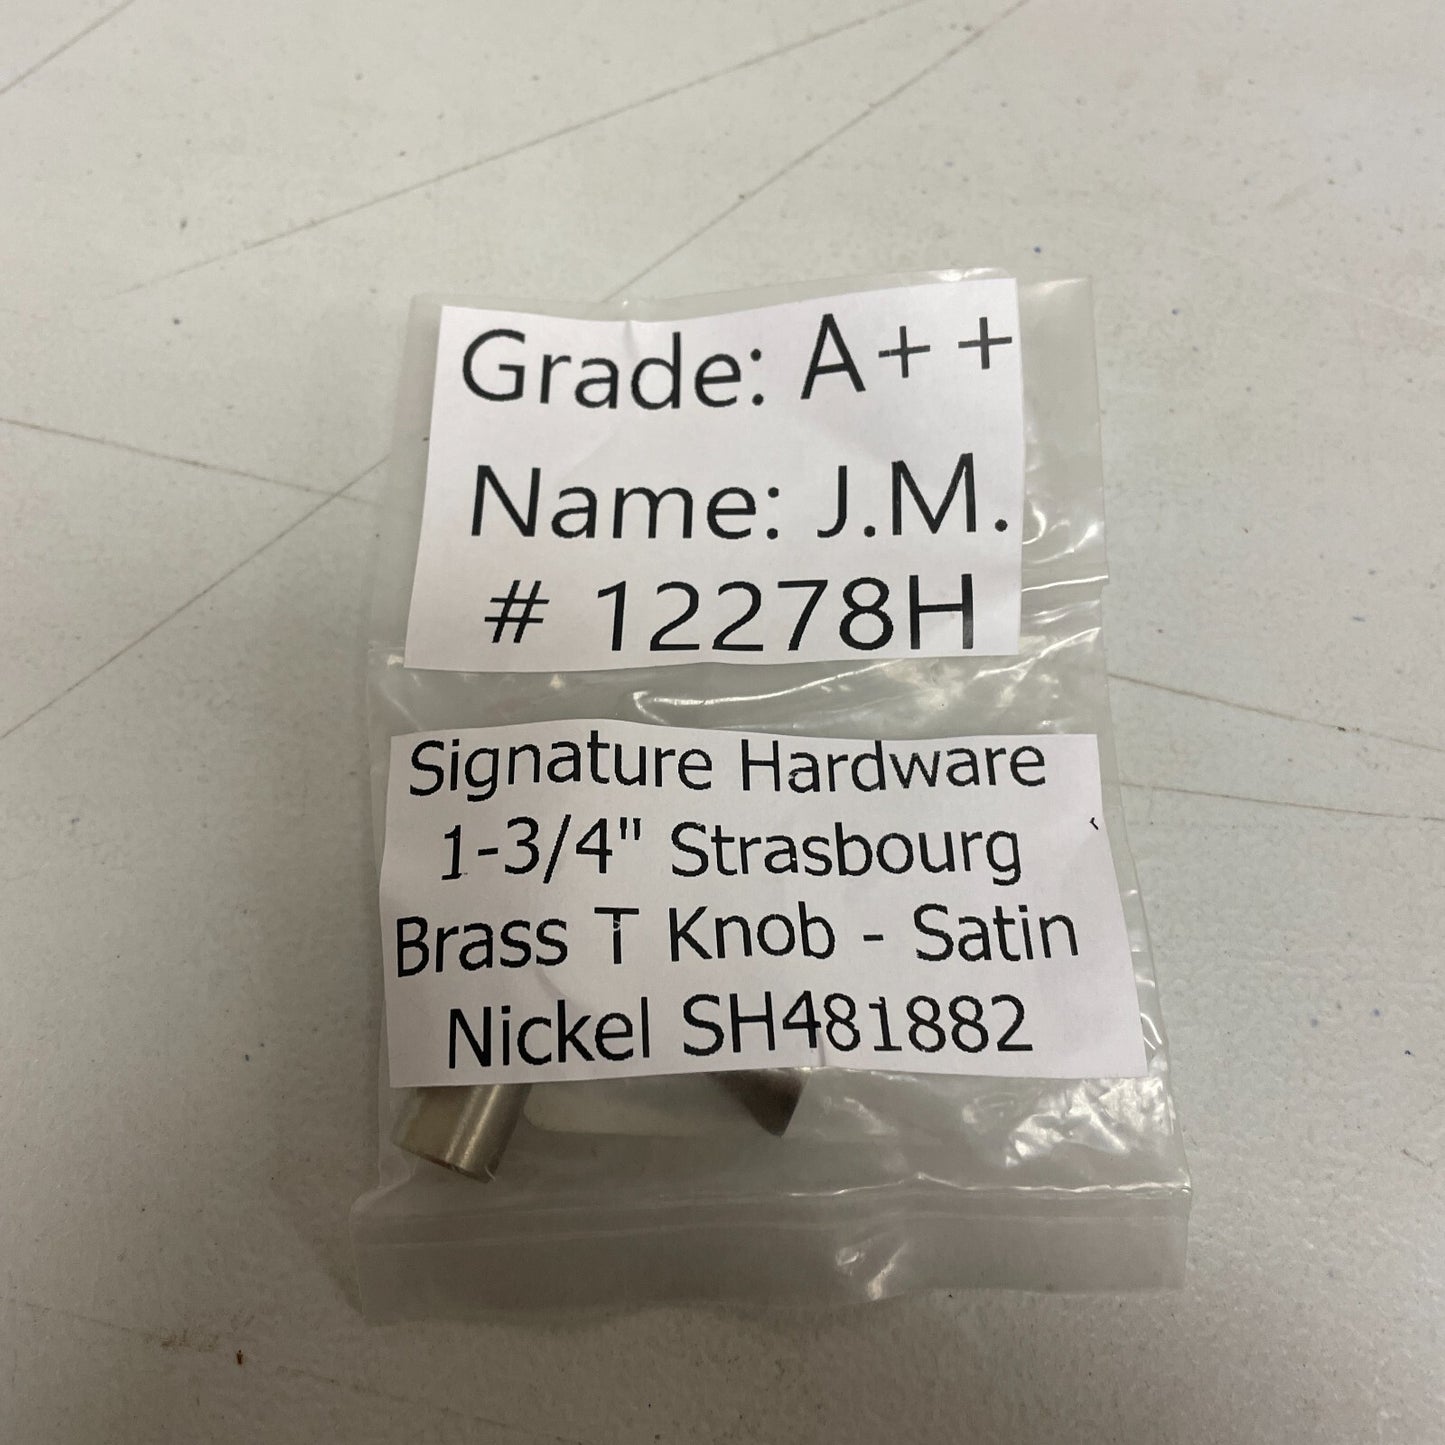 Grade: A++
Name: J.M.
# 12278H
Signature Hardware
1-3/4" Strasbourg
Brass T Knob - Satin
Nickel SH481882